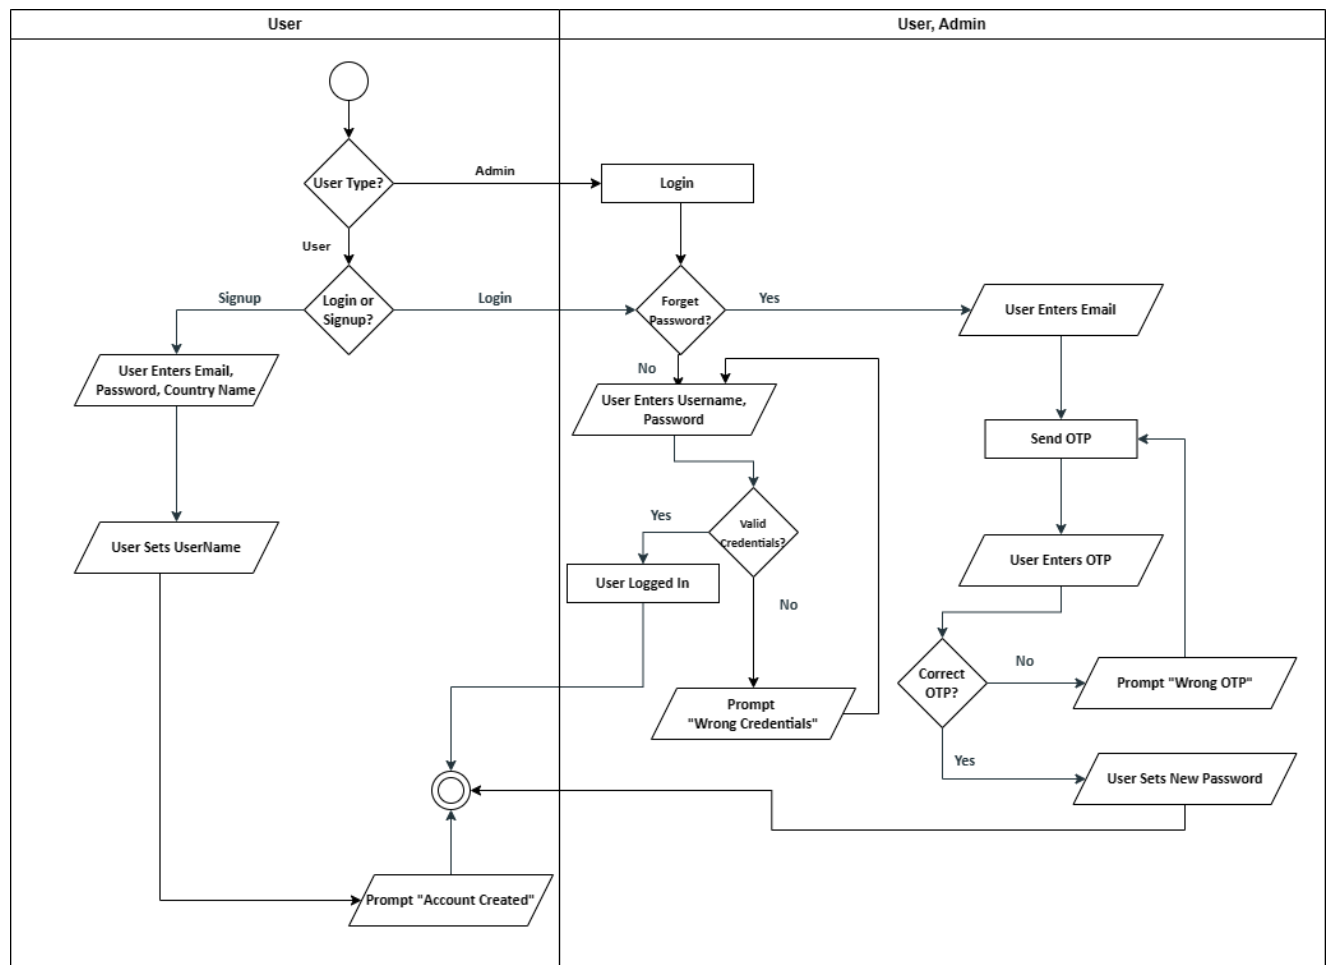 User
User, Admin
User Type?
Admin
Login
User
Login or
Signup?
Signup
Login
Forget
Password?
Yes
User Enters Email
User Enters Email,
Password, Country Name
No
User Enters Username,
Password
Send OTP
Yes
Valid
Credentials?
User Sets UserName
User Enters OTP
User Logged In
No
Correct
OTP?
No
Prompt "Wrong OTP"
Prompt
"Wrong Credentials"
Yes
User Sets New Password
Prompt "Account Created"